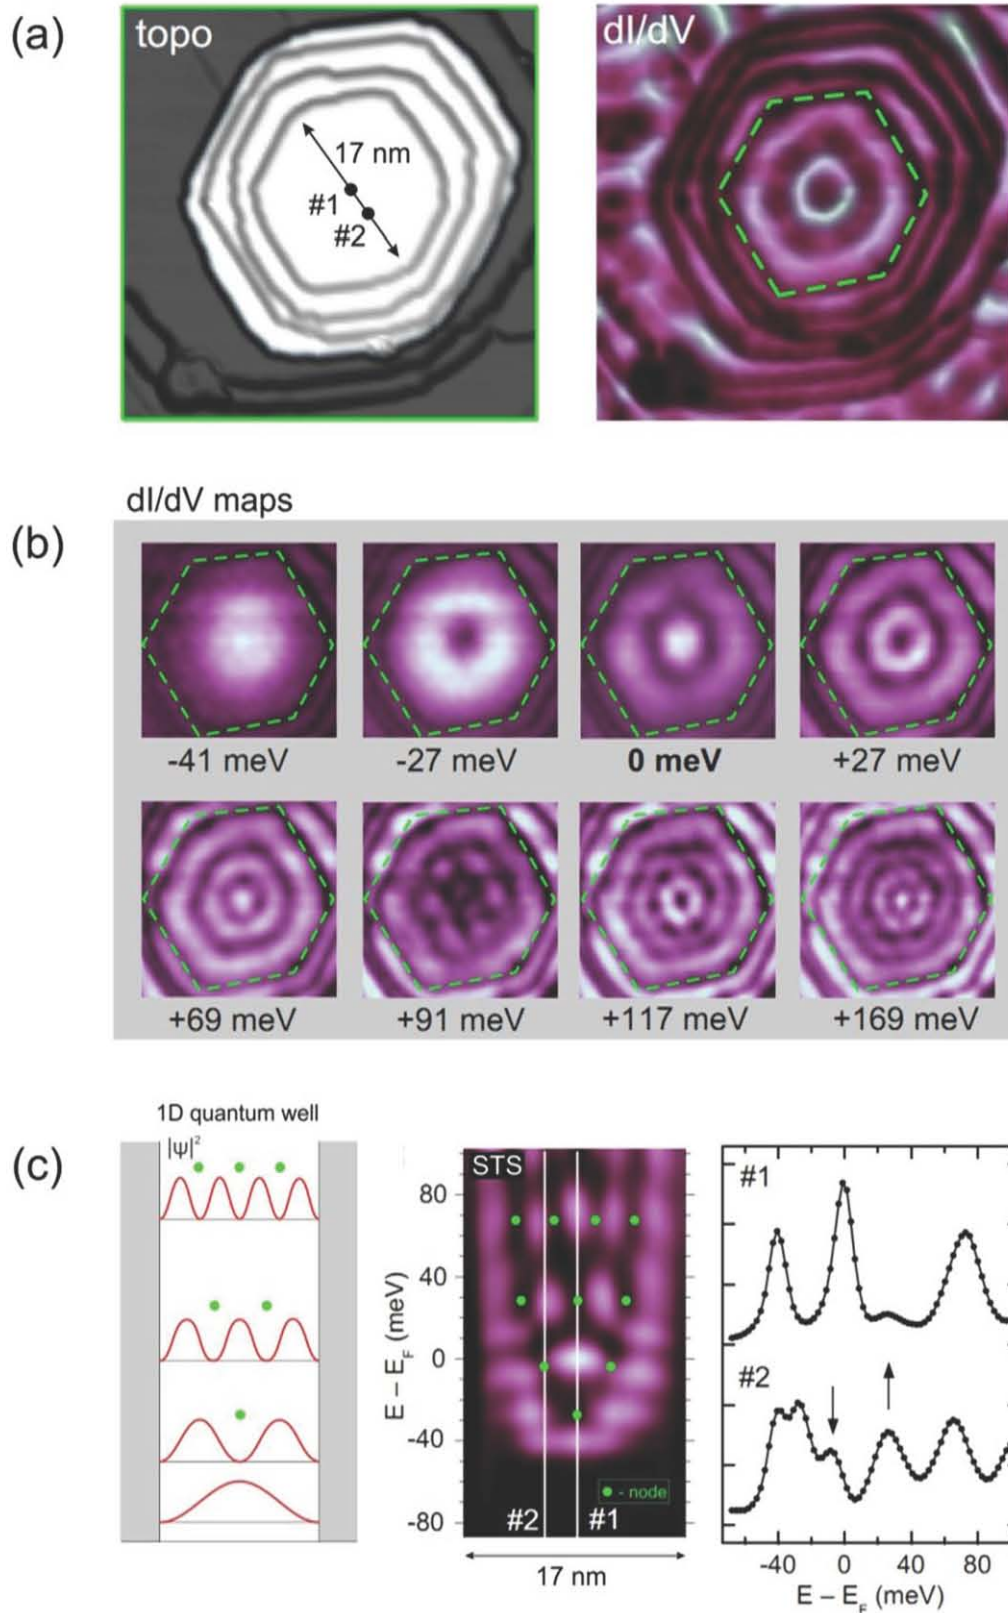 (a)
topo
17 nm
#1
#2
dI/dV
dI/dV maps
(b)
-41 meV
-27 meV
0 meV
+27 meV
+69 meV
+91 meV
+117 meV
+169 meV
(c)
1D quantum well
|ψ|²
STS
80
40
0
-40
-80
E – E_F (meV)
#2
#1
● - node
17 nm
#1
#2
-40 0 40 80
E – E_F (meV)